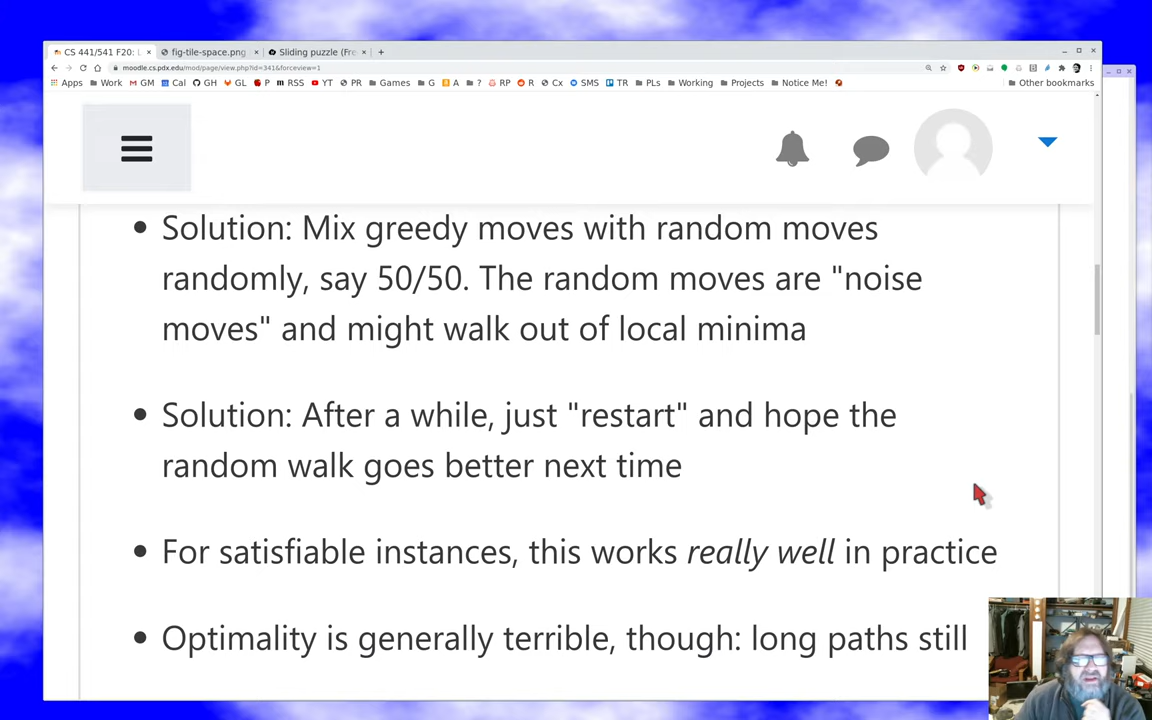 CS 441/541 F20: L
fig-tile-space.png
Sliding puzzle (Fre
moodle.cs.pdx.edu/mod/page/view.php?id=341&forceview=1
Apps Work GM Cal GH GL P RSS YT PR Games G A ? RP R Cx SMS TR PLs Working Projects Notice Me! Other bookmarks
• Solution: Mix greedy moves with random moves
randomly, say 50/50. The random moves are "noise
moves" and might walk out of local minima
• Solution: After a while, just "restart" and hope the
random walk goes better next time
• For satisfiable instances, this works really well in practice
• Optimality is generally terrible, though: long paths still